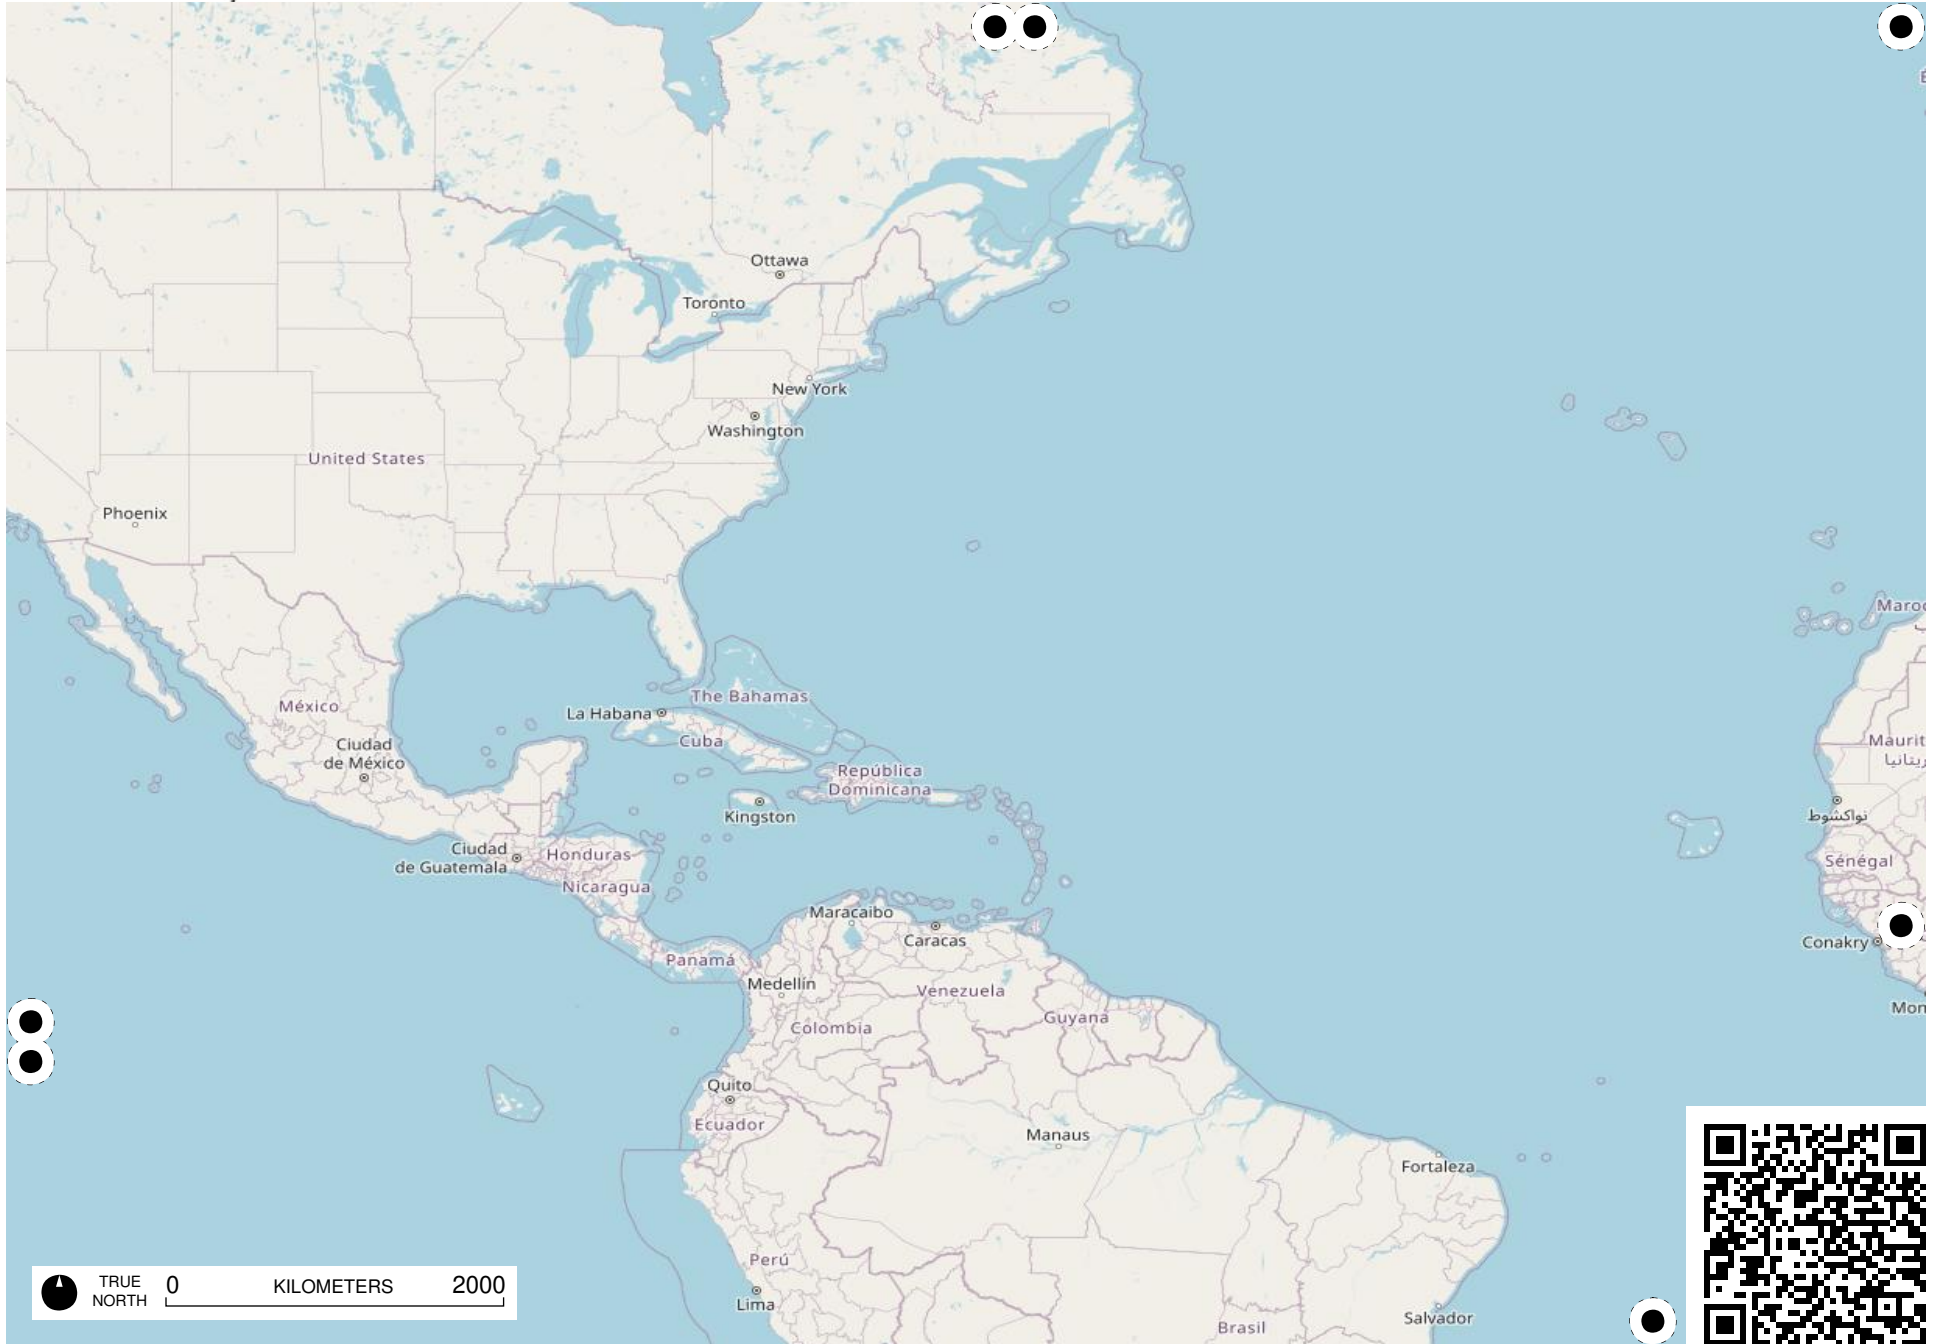 Ottawa
Toronto
New York
Washington
United States
Phoenix
México
Ciudad
de México
La Habana
The Bahamas
Cuba
República
Dominicana
Kingston
Ciudad
de Guatemala
Honduras
Nicaragua
Maroc
Maurit
نواكشوط
Sénégal
Conakry
Mon
Maracaibo
Caracas
Panamá
Medellín
Venezuela
Colombia
Guyana
Quito
Ecuador
Manaus
Fortaleza
Perú
Lima
Salvador
Brasil
TRUE
NORTH
0 KILOMETERS 2000